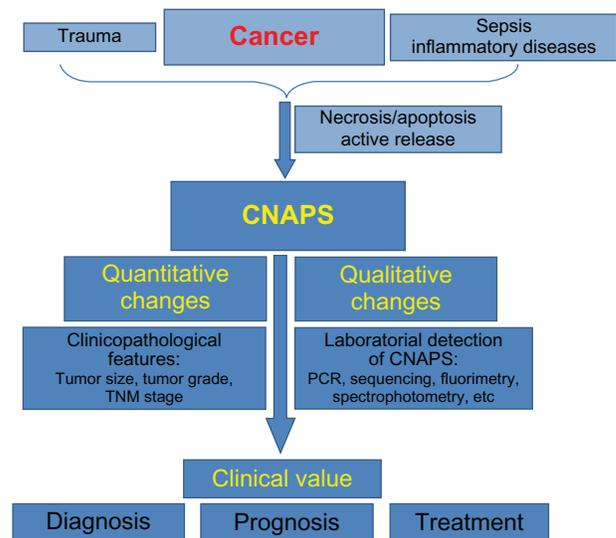 Trauma
Cancer
Sepsis
inflammatory diseases
Necrosis/apoptosis
active release
CNAPS
Quantitative
changes
Qualitative
changes
Clinicopathological
features:
Tumor size, tumor grade,
TNM stage
Laboratorial detection
of CNAPS:
PCR, sequencing, fluorimetry,
spectrophotometry, etc
Clinical value
Diagnosis
Prognosis
Treatment